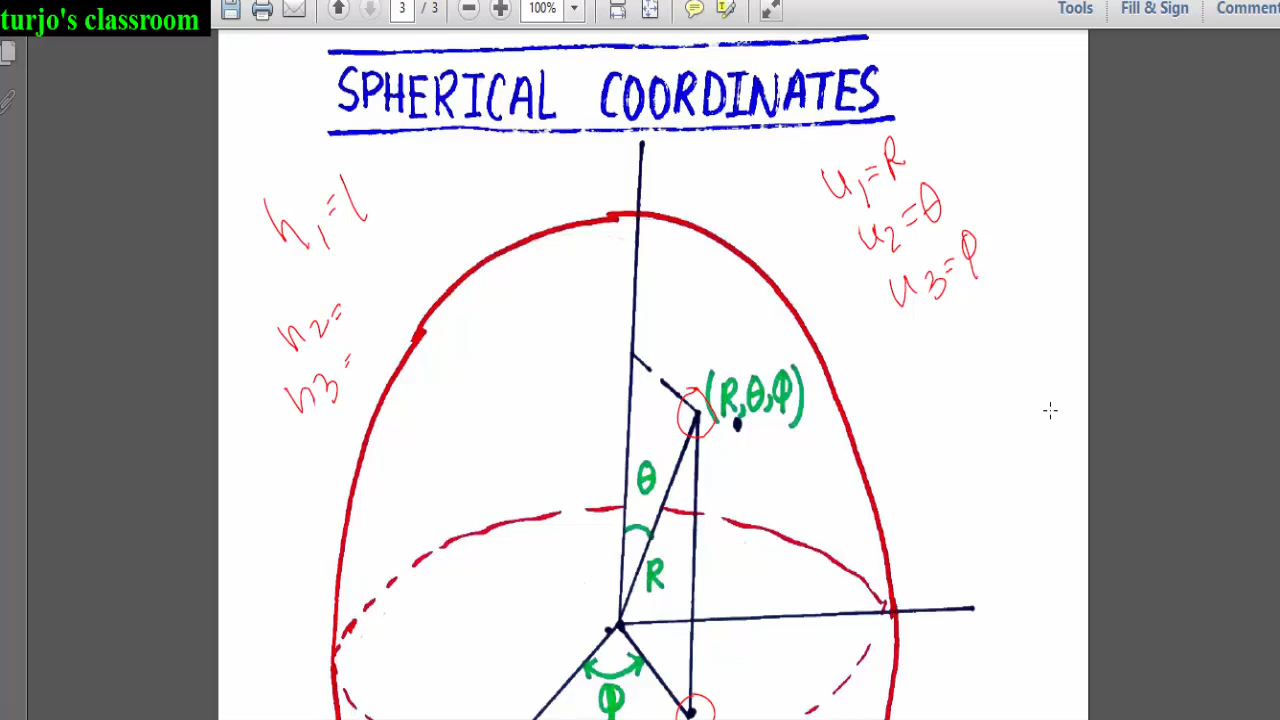 turjo's classroom
3 / 3
100%
Tools
Fill & Sign
Comment
SPHERICAL COORDINATES
h1=1
h2=
h3=
u1=R
u2=θ
u3=φ
(R,θ,φ)
θ
R
φ